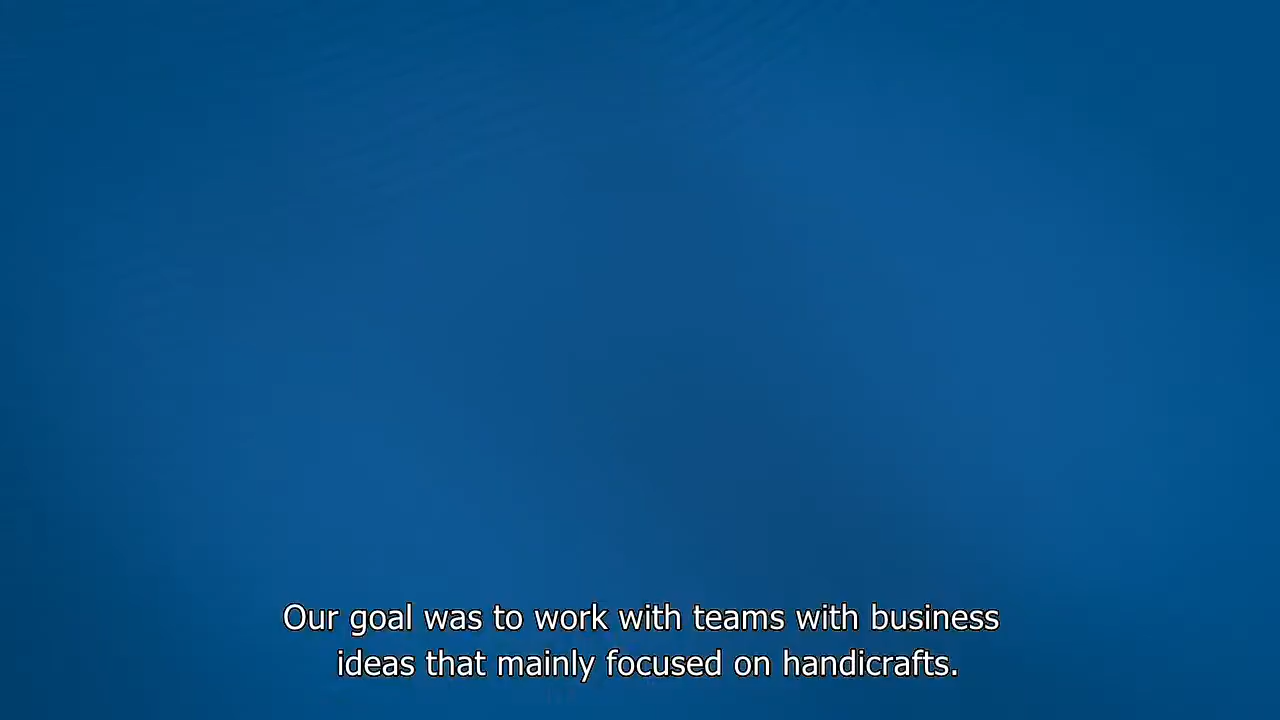 Our goal was to work with teams with business
ideas that mainly focused on handicrafts.